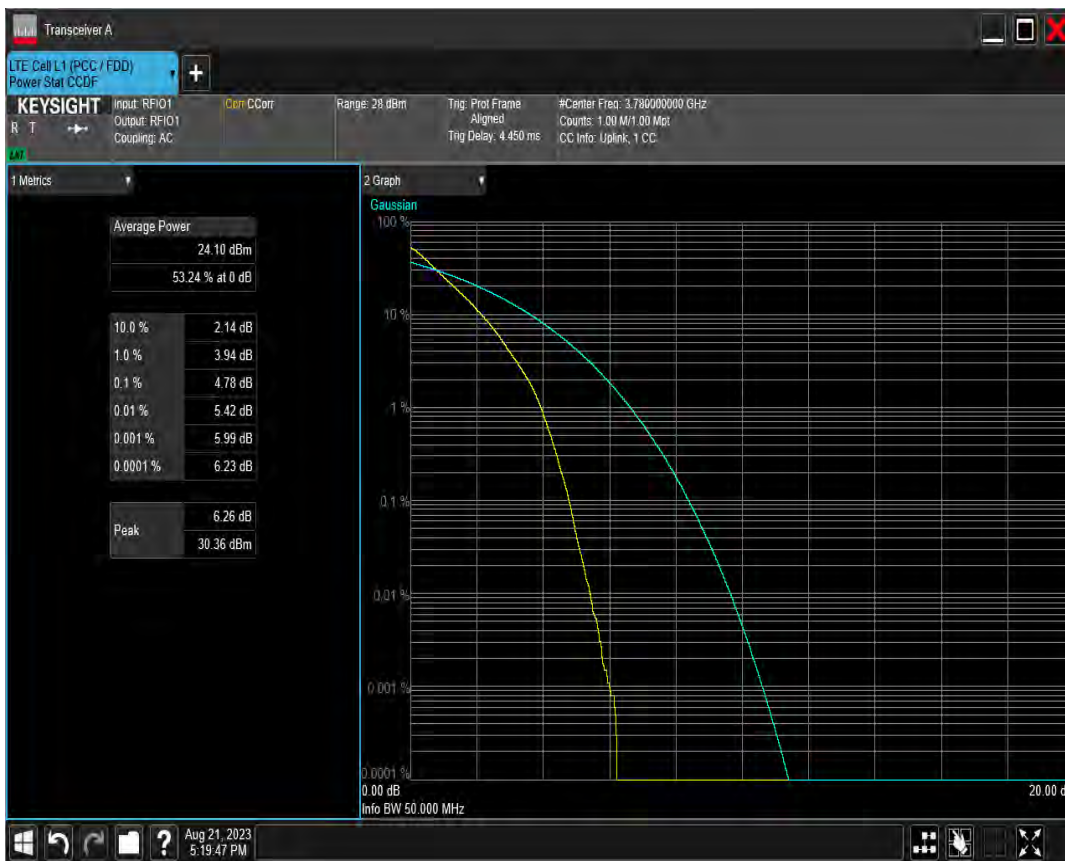 Transceiver A
LTE Cell L1 (PCC / FDD)
Power Stat CCDF
+
KEYSIGHT
R T
LXI
Input: RFIO1
Output: RFIO1
Coupling: AC
Corr CCorr
Range: 28 dBm
Trig: Prot Frame
Aligned
Trig Delay: 4.450 ms
#Center Freq: 3.780000000 GHz
Counts: 1.00 M/1.00 Mpt
CC Info: Uplink, 1 CC
1 Metrics
Average Power
24.10 dBm
53.24 % at 0 dB
10.0 % 2.14 dB
1.0 % 3.94 dB
0.1 % 4.78 dB
0.01 % 5.42 dB
0.001 % 5.99 dB
0.0001 % 6.23 dB
Peak 6.26 dB
30.36 dBm
2 Graph
Gaussian
100 %
10 %
1 %
0.1 %
0.01 %
0.001 %
0.0001 %
0.00 dB
20.00 d
Info BW 50.000 MHz
?
Aug 21, 2023
5:19:47 PM